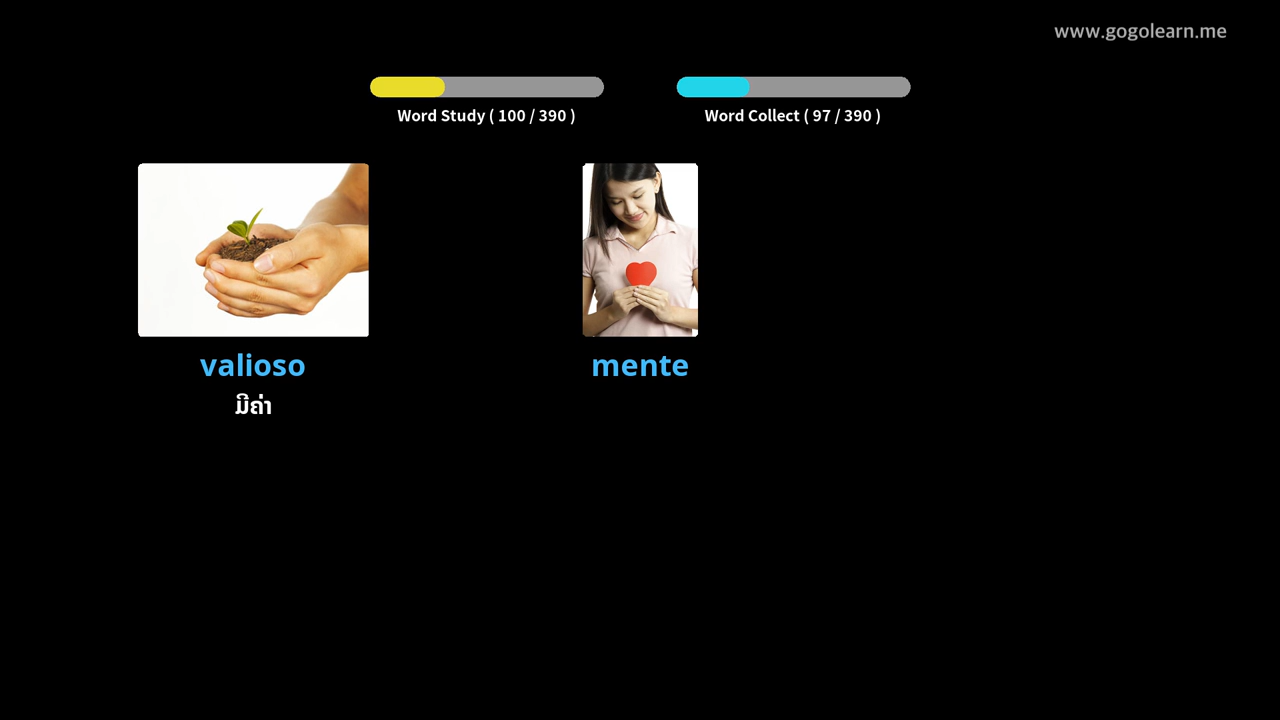 www.gogolearn.me
Word Study ( 100 / 390 )
Word Collect ( 97 / 390 )
valioso
ມີຄ່າ
mente